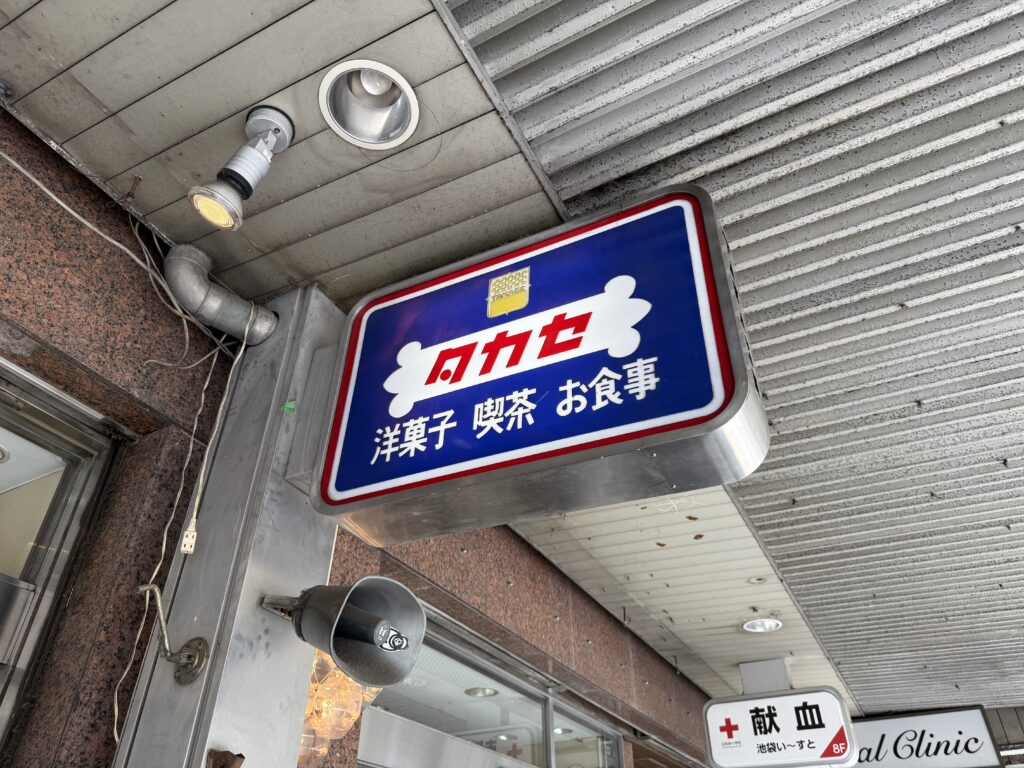 TAKASE
タカセ
洋菓子 喫茶 お食事
献血
池袋い〜すと
8F
al Clinic